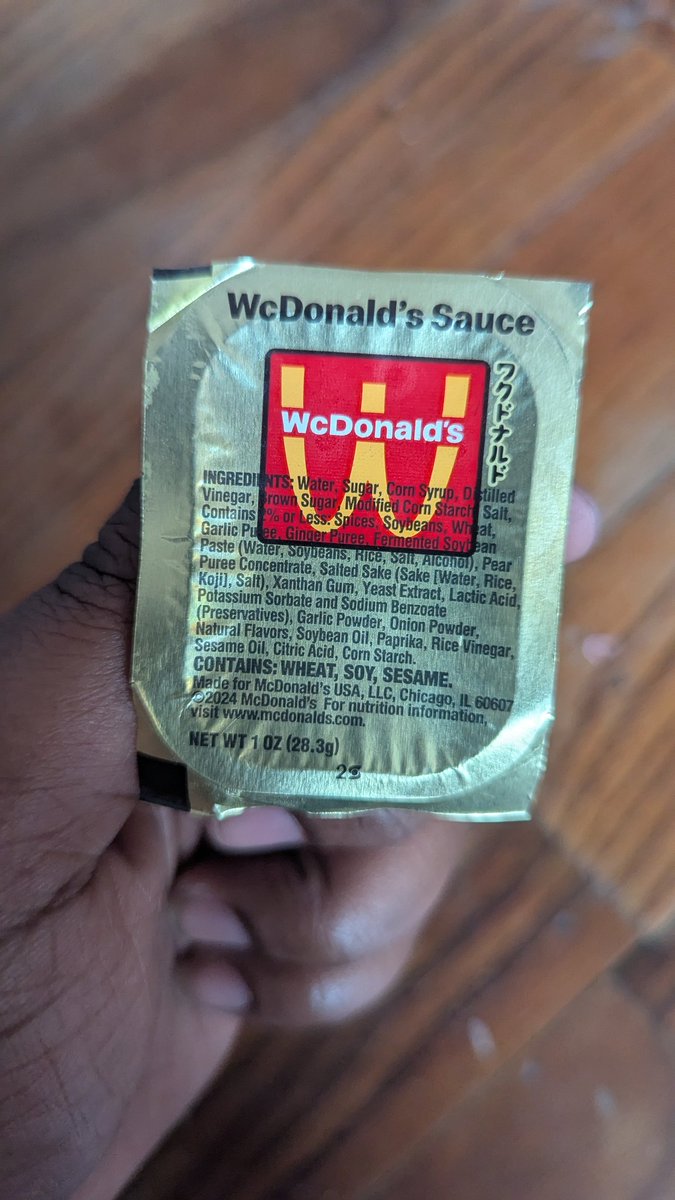 WcDonald's Sauce
WcDonald's
ワクドナルド
INGREDIENTS: Water, Sugar, Corn Syrup, Distilled
Vinegar, Brown Sugar, Modified Corn Starch, Salt,
Contains 2% or Less: Spices, Soybeans, Wheat,
Garlic Puree, Ginger Puree, Fermented Soybean
Paste (Water, Soybeans, Rice, Salt, Alcohol), Pear
Puree Concentrate, Salted Sake (Sake [Water, Rice,
Koji], Salt), Xanthan Gum, Yeast Extract, Lactic Acid,
Potassium Sorbate and Sodium Benzoate
(Preservatives), Garlic Powder, Onion Powder,
Natural Flavors, Soybean Oil, Paprika, Rice Vinegar,
Sesame Oil, Citric Acid, Corn Starch.
CONTAINS: WHEAT, SOY, SESAME.
Made for McDonald's USA, LLC, Chicago, IL 60607
©2024 McDonald's For nutrition information,
visit www.mcdonalds.com.
NET WT 1 OZ (28.3g)